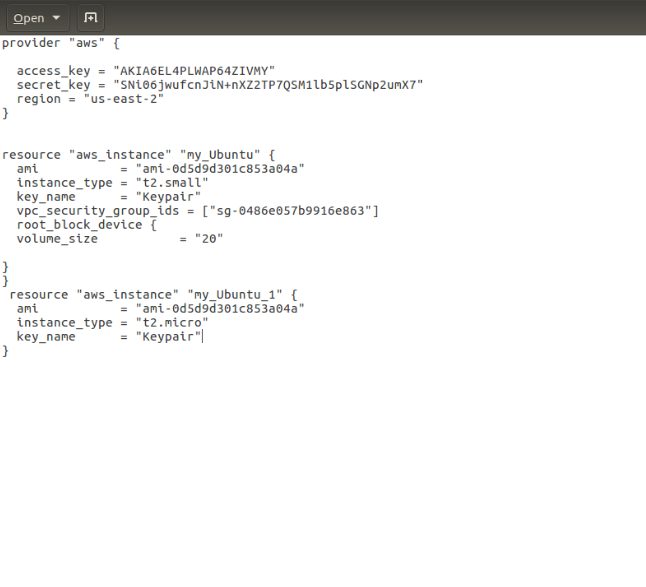 Open
provider "aws" {
access_key = "AKIA6EL4PLWAP64ZIVMY"
secret_key = "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"
region = "us-east-2"
}
resource "aws_instance" "my_Ubuntu" {
ami           = "ami-0d5d9d301c853a04a"
instance_type = "t2.small"
key_name      = "Keypair"
vpc_security_group_ids = ["sg-0486e057b9916e863"]
root_block_device {
volume_size           = "20"
}
}
resource "aws_instance" "my_Ubuntu_1" {
ami           = "ami-0d5d9d301c853a04a"
instance_type = "t2.micro"
key_name      = "Keypair"
}